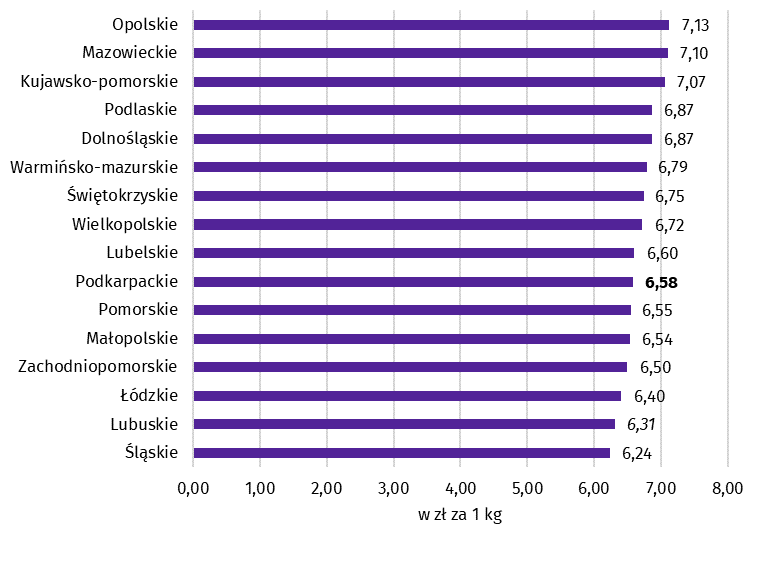 Opolskie 7,13
Mazowieckie 7,10
Kujawsko-pomorskie 7,07
Podlaskie 6,87
Dolnośląskie 6,87
Warmińsko-mazurskie 6,79
Świętokrzyskie 6,75
Wielkopolskie 6,72
Lubelskie 6,60
Podkarpackie 6,58
Pomorskie 6,55
Małopolskie 6,54
Zachodniopomorskie 6,50
Łódzkie 6,40
Lubuskie 6,31
Śląskie 6,24
0,00 1,00 2,00 3,00 4,00 5,00 6,00 7,00 8,00
w zł za 1 kg